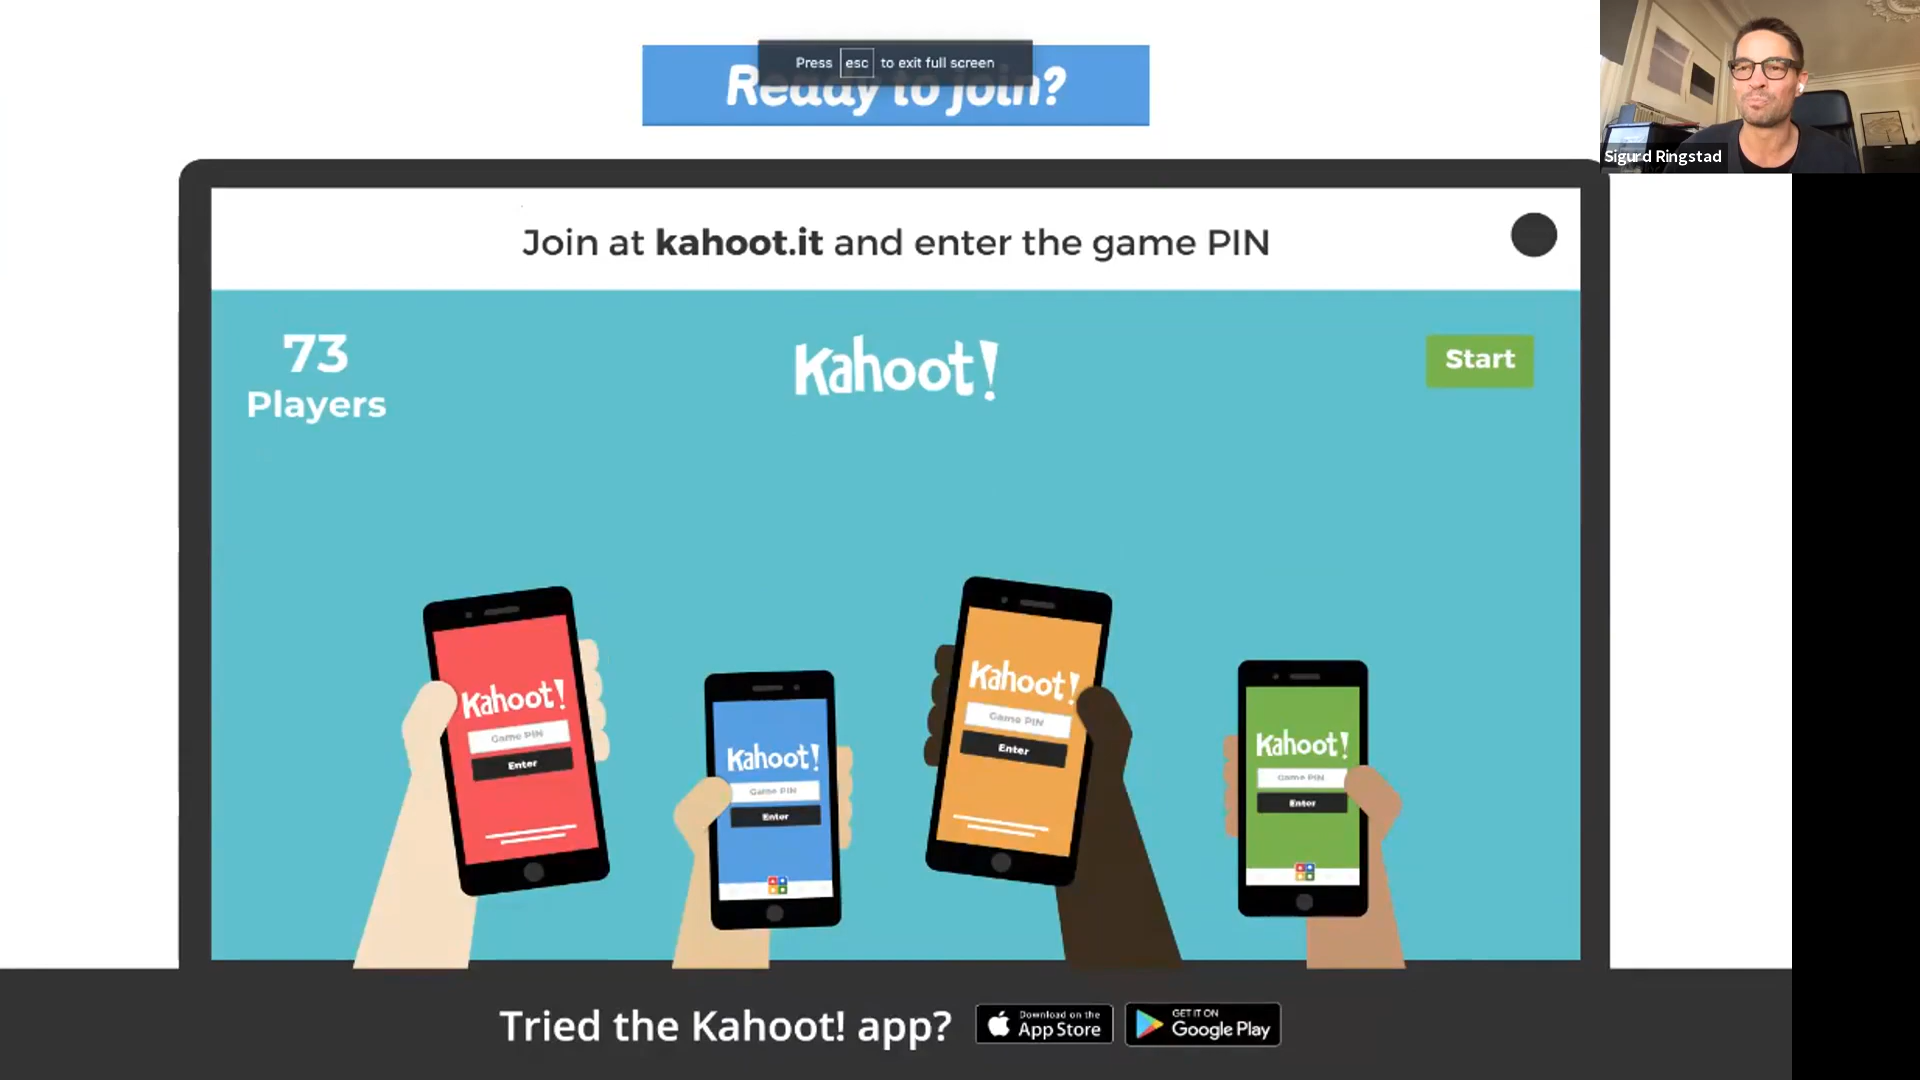 Press esc to exit full screen
Ready to join?
Sigurd Ringstad
Join at kahoot.it and enter the game PIN
73
Players
Kahoot!
Start
Kahoot!
Game PIN
Enter
Kahoot!
Game PIN
Enter
Kahoot!
Game PIN
Enter
Kahoot!
Game PIN
Enter
Tried the Kahoot! app?
Download on the
App Store
GET IT ON
Google Play